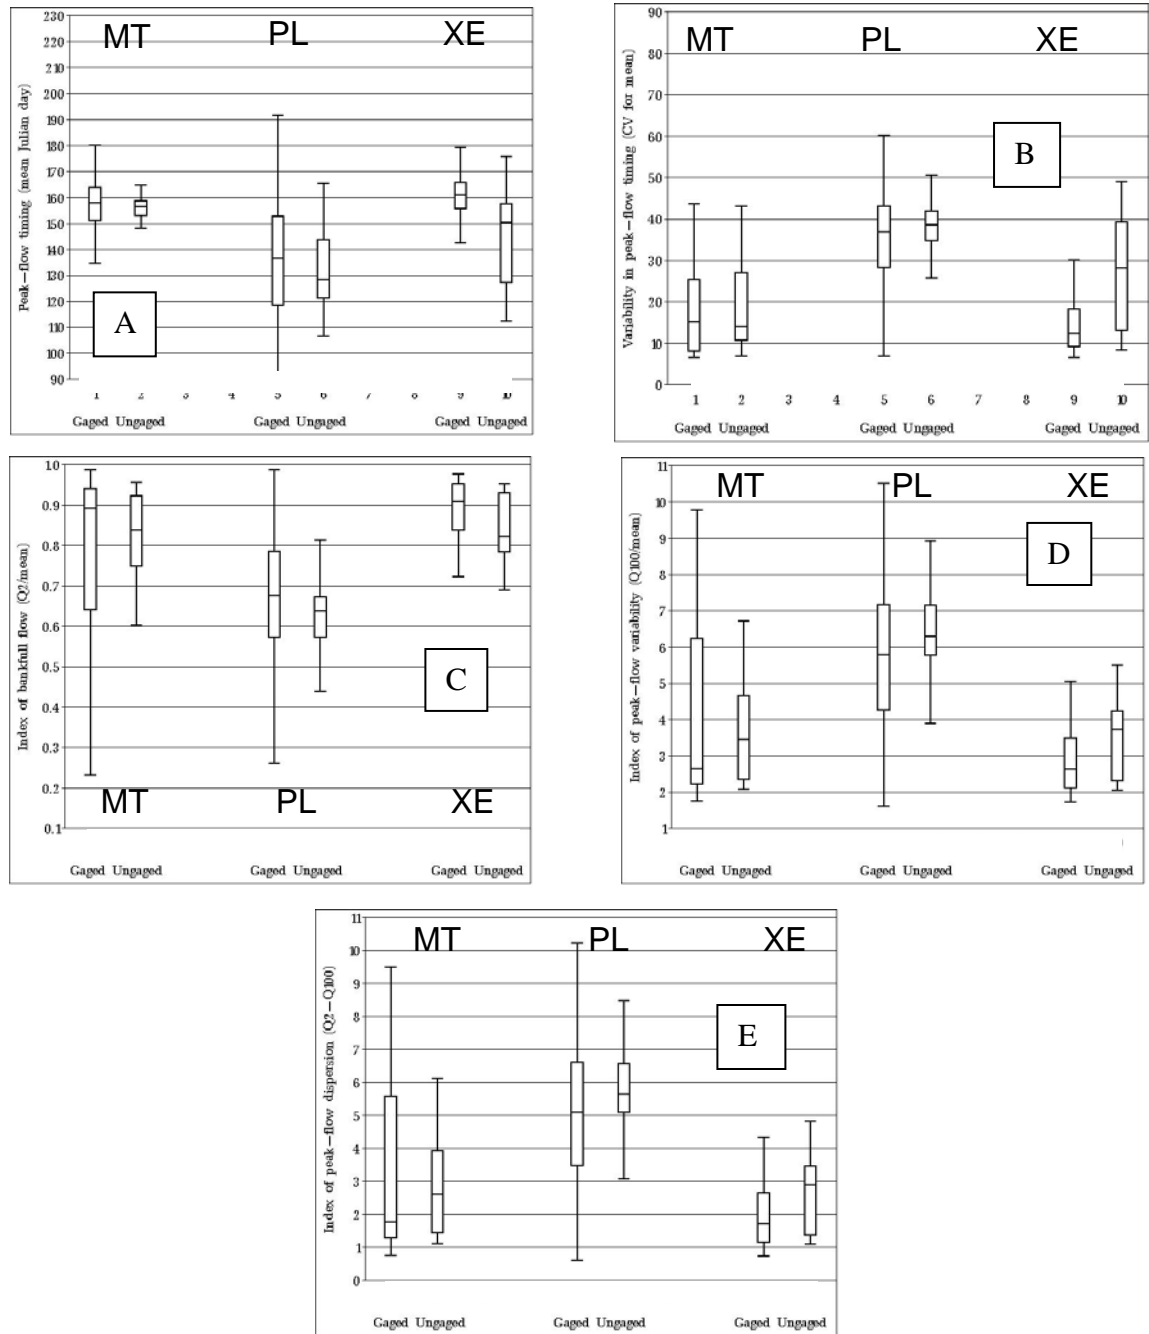 Peak-flow timing (mean Julian day)
230
220
210
200
190
180
170
160
150
140
130
120
110
100
90
MT PL XE
A
1 2 3 4 5 6 7 8 9 10
Gaged Ungaged Gaged Ungaged Gaged Ungaged
Variability in peak-flow timing (CV for mean)
90
80
70
60
50
40
30
20
10
0
MT PL XE
B
1 2 3 4 5 6 7 8 9 10
Gaged Ungaged Gaged Ungaged Gaged Ungaged
Index of bankfull flow (Q2/mean)
1.0
0.9
0.8
0.7
0.6
0.5
0.4
0.3
0.2
0.1
C
MT PL XE
Gaged Ungaged Gaged Ungaged Gaged Ungaged
Index of peak-flow variability (Q100/mean)
11
10
9
8
7
6
5
4
3
2
1
MT PL XE
D
Gaged Ungaged Gaged Ungaged Gaged Ungaged
Index of peak-flow dispersion (Q2-Q100)
11
10
9
8
7
6
5
4
3
2
1
0
MT PL XE
E
Gaged Ungaged Gaged Ungaged Gaged Ungaged